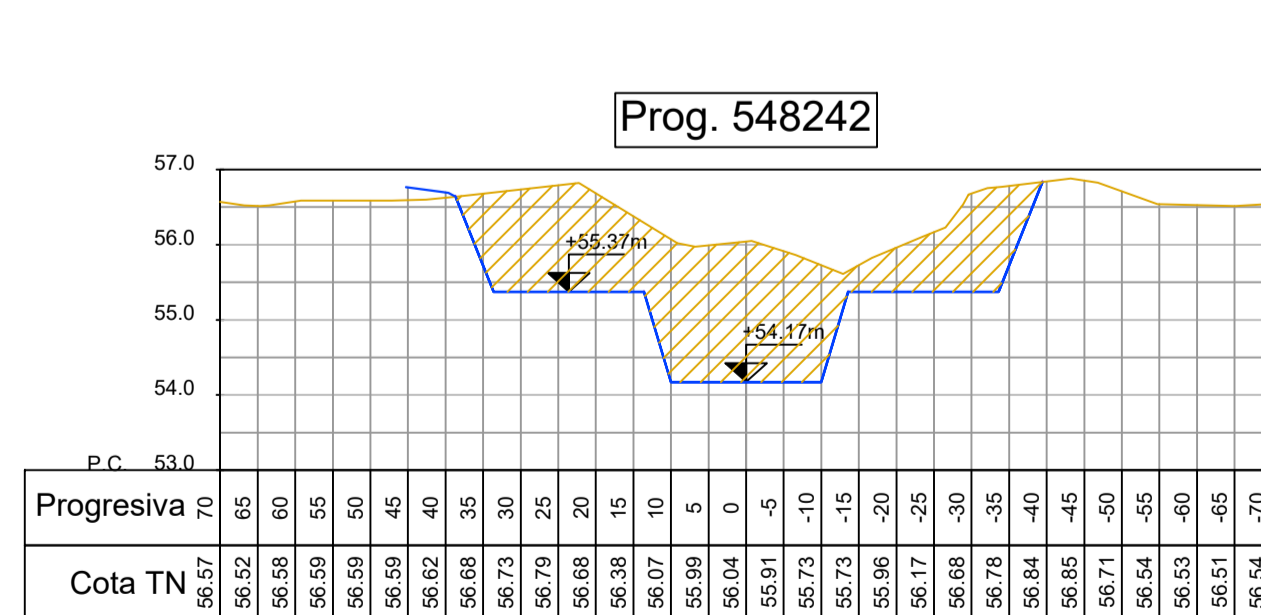 Prog. 548242
57.0
56.0
+55.37m
55.0
+54.17m
54.0
P.C 53.0
Progresiva 70 65 60 55 50 45 40 35 30 25 20 15 10 5 0 -5 -10 -15 -20 -25 -30 -35 -40 -45 -50 -55 -60 -65 -70
Cota TN 56.57 56.52 56.58 56.59 56.59 56.59 56.62 56.68 56.73 56.79 56.68 56.38 56.07 55.99 56.04 55.91 55.73 55.73 55.96 56.17 56.68 56.78 56.84 56.85 56.71 56.54 56.53 56.51 56.54